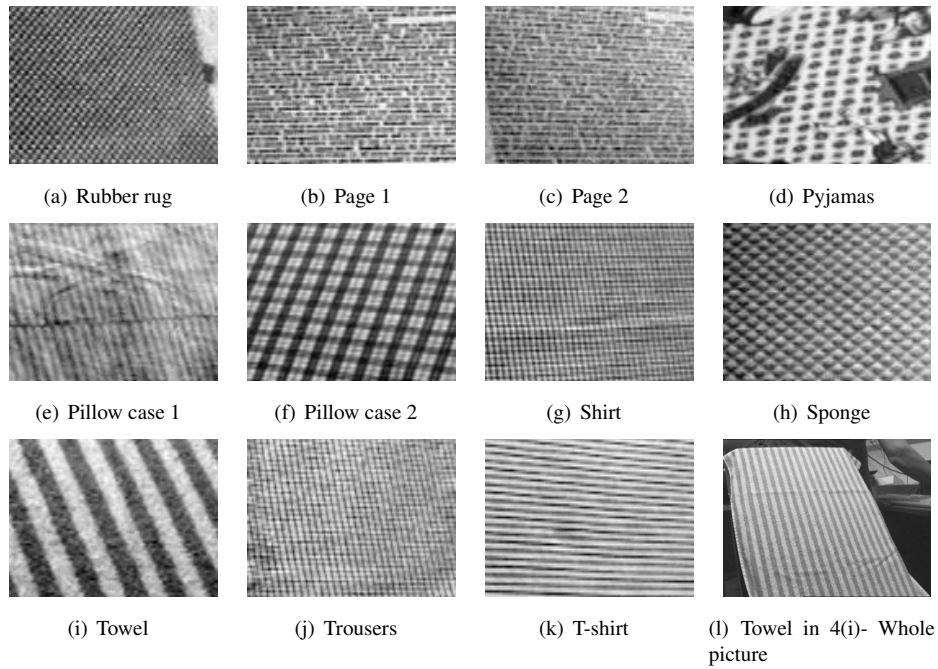 (a) Rubber rug
(b) Page 1
(c) Page 2
(d) Pyjamas
(e) Pillow case 1
(f) Pillow case 2
(g) Shirt
(h) Sponge
(i) Towel
(j) Trousers
(k) T-shirt
(l) Towel in 4(i)- Whole
picture